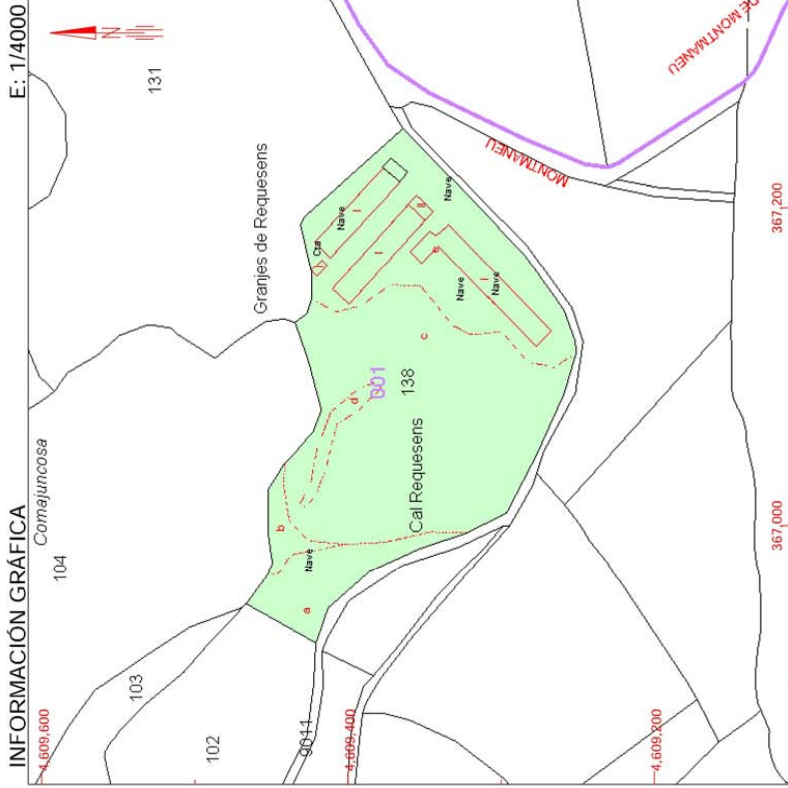 INFORMACIÓN GRÁFICA
E: 1/4000
4,609,600
104
Comajuncosa
131
N
103
102
9011
4,609,400
Granjes de Requesens
Cta
Nave
I
I
II
Nave
e
Nave
I
Nave
c
d
001
138
Cal Requesens
b
Nave
a
MONTMANEU
DE MONTMANEU
4,609,200
367,000
367,200